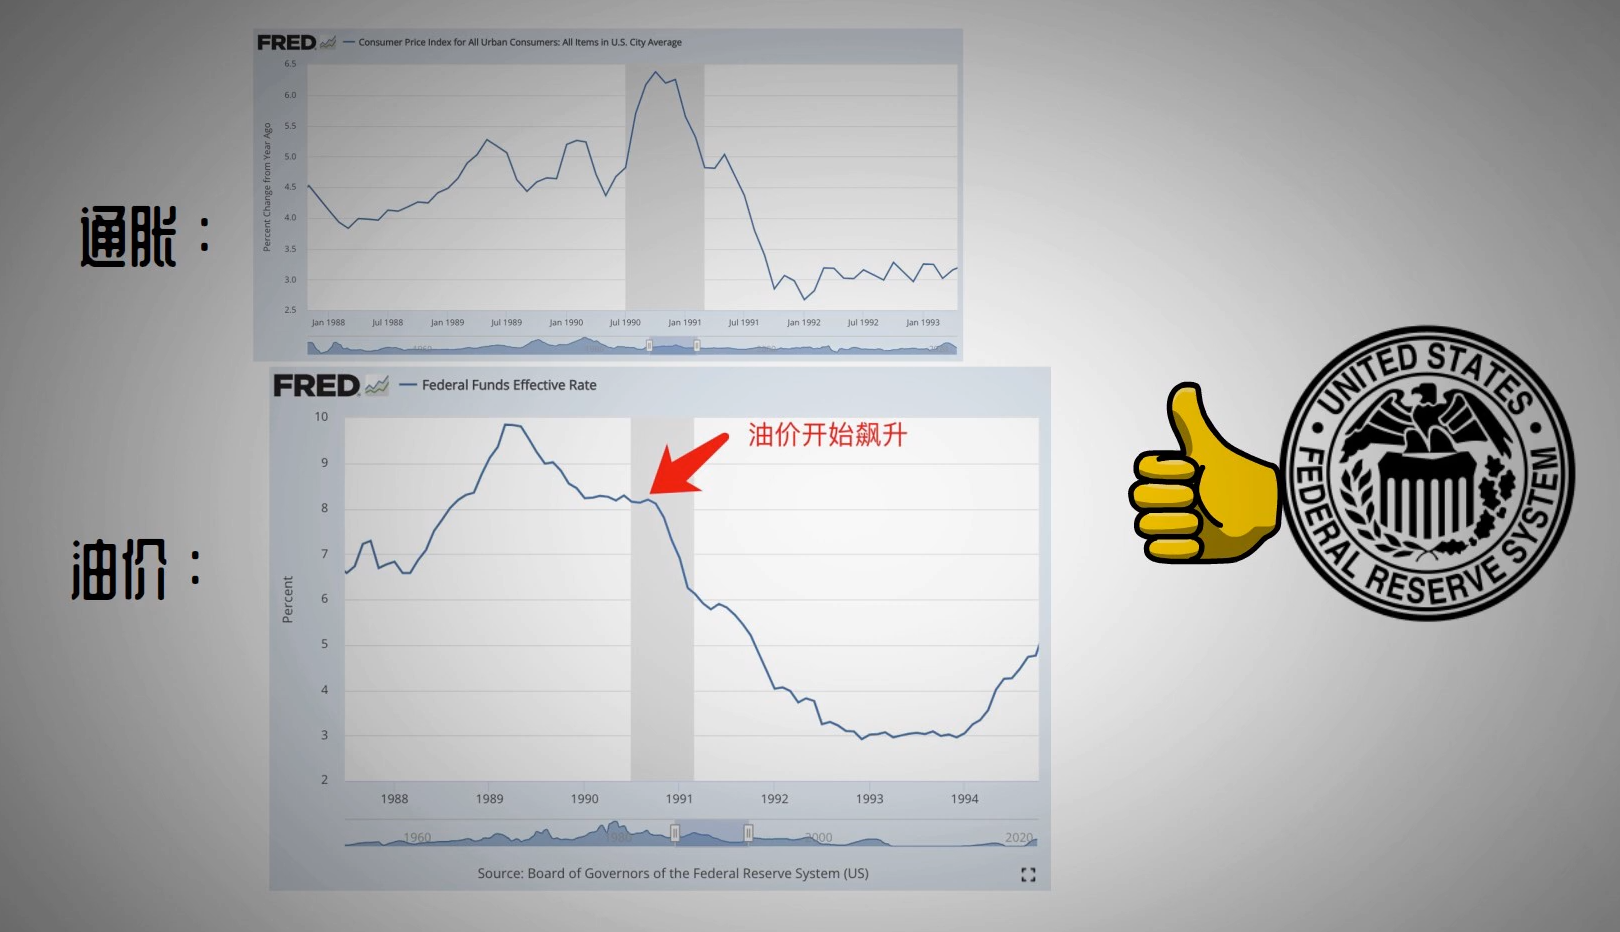 FRED
Consumer Price Index for All Urban Consumers: All Items in U.S. City Average
Percent Change from Year Ago
6.5
6.0
5.5
5.0
4.5
4.0
3.5
3.0
2.5
Jan 1988 Jul 1988 Jan 1989 Jul 1989 Jan 1990 Jul 1990 Jan 1991 Jul 1991 Jan 1992 Jul 1992 Jan 1993
1960
通胀：
FRED
Federal Funds Effective Rate
油价开始飙升
油价：
Percent
10
9
8
7
6
5
4
3
2
1988 1989 1990 1991 1992 1993 1994
1960 1980 2000 2020
Source: Board of Governors of the Federal Reserve System (US)
UNITED STATES
FEDERAL RESERVE SYSTEM